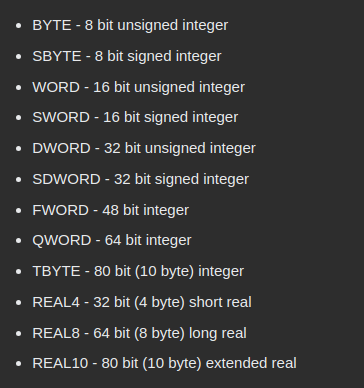 BYTE - 8 bit unsigned integer
SBYTE - 8 bit signed integer
WORD - 16 bit unsigned integer
SWORD - 16 bit signed integer
DWORD - 32 bit unsigned integer
SDWORD - 32 bit signed integer
FWORD - 48 bit integer
QWORD - 64 bit integer
TBYTE - 80 bit (10 byte) integer
REAL4 - 32 bit (4 byte) short real
REAL8 - 64 bit (8 byte) long real
REAL10 - 80 bit (10 byte) extended real